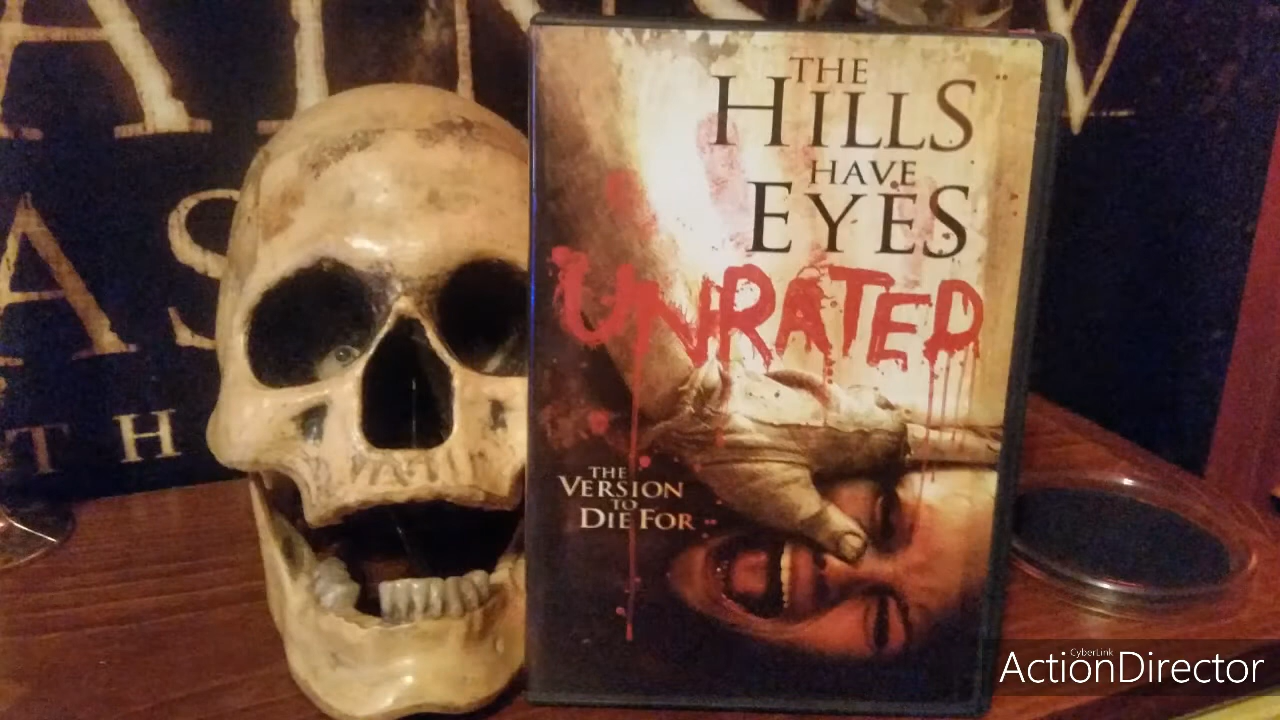 THE
HILLS
HAVE
EYES
UNRATED
THE
VERSION
TO
DIE FOR
T H
CyberLink
ActionDirector